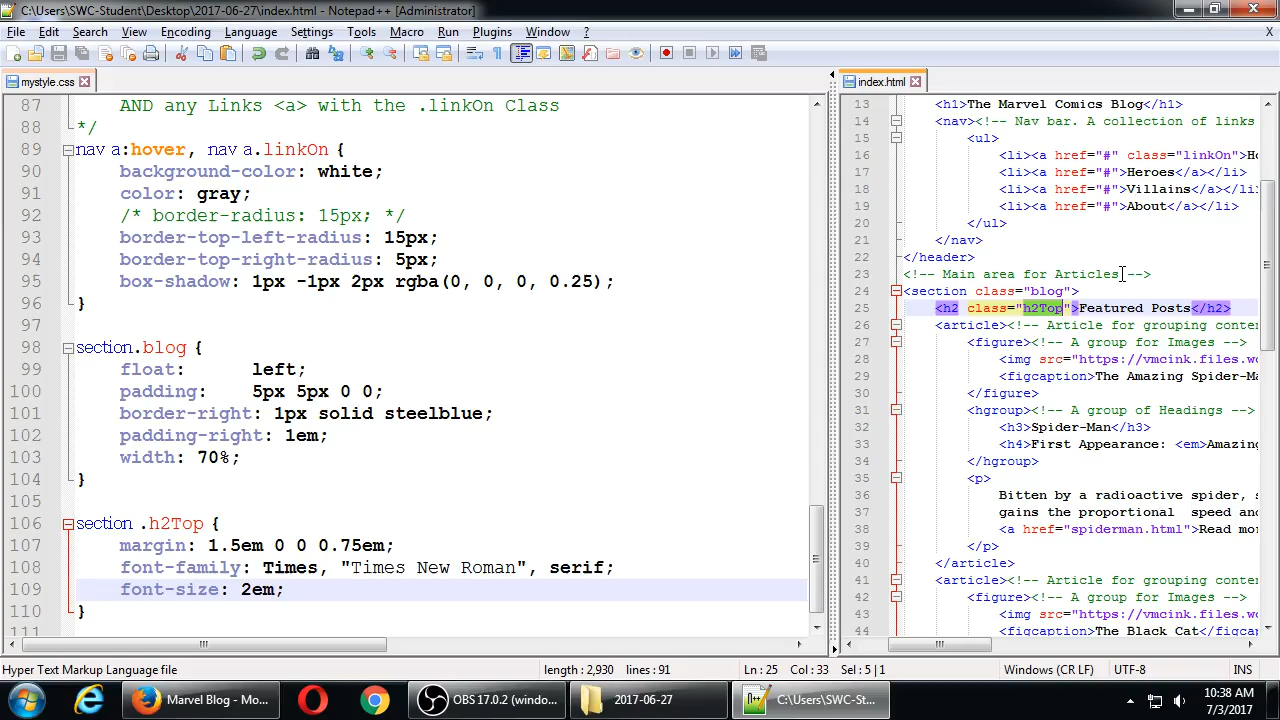 C:\Users\SWC-Student\Desktop\2017-06-27\index.html - Notepad++ [Administrator]
File Edit Search View Encoding Language Settings Tools Macro Run Plugins Window ? X
mystyle.css
87 AND any Links <a> with the .linkOn Class
88 */
89 nav a:hover, nav a.linkOn {
90 background-color: white;
91 color: gray;
92 /* border-radius: 15px; */
93 border-top-left-radius: 15px;
94 border-top-right-radius: 5px;
95 box-shadow: 1px -1px 2px rgba(0, 0, 0, 0.25);
96 }
97
98 section.blog {
99 float: left;
100 padding: 5px 5px 0 0;
101 border-right: 1px solid steelblue;
102 padding-right: 1em;
103 width: 70%;
104 }
105
106 section .h2Top {
107 margin: 1.5em 0 0 0.75em;
108 font-family: Times, "Times New Roman", serif;
109 font-size: 2em;
110 }
111
index.html
13 <h1>The Marvel Comics Blog</h1>
14 <nav><!-- Nav bar. A collection of links
15 <ul>
16 <li><a href="#" class="linkOn">Ho
17 <li><a href="#">Heroes</a></li>
18 <li><a href="#">Villains</a></li>
19 <li><a href="#">About</a></li>
20 </ul>
21 </nav>
22 </header>
23 <!-- Main area for Articles -->
24 <section class="blog">
25 <h2 class="h2Top">Featured Posts</h2>
26 <article><!-- Article for grouping conten
27 <figure><!-- A group for Images -->
28 <img src="https://vmcink.files.wo
29 <figcaption>The Amazing Spider-Ma
30 </figure>
31 <hgroup><!-- A group of Headings -->
32 <h3>Spider-Man</h3>
33 <h4>First Appearance: <em>Amazing
34 </hgroup>
35 <p>
36 Bitten by a radioactive spider, s
37 gains the proportional speed and
38 <a href="spiderman.html">Read mor
39 </p>
40 </article>
41 <article><!-- Article for grouping conten
42 <figure><!-- A group for Images -->
43 <img src="https://vmcink.files.wo
44 <figcaption>The Black Cat</figcap
Hyper Text Markup Language file length : 2,930 lines : 91 Ln : 25 Col : 33 Sel : 5 | 1 Windows (CR LF) UTF-8 INS
Marvel Blog - Mozill... OBS 17.0.2 (windo... 2017-06-27 C:\Users\SWC-Stu... 10:38 AM
7/3/2017